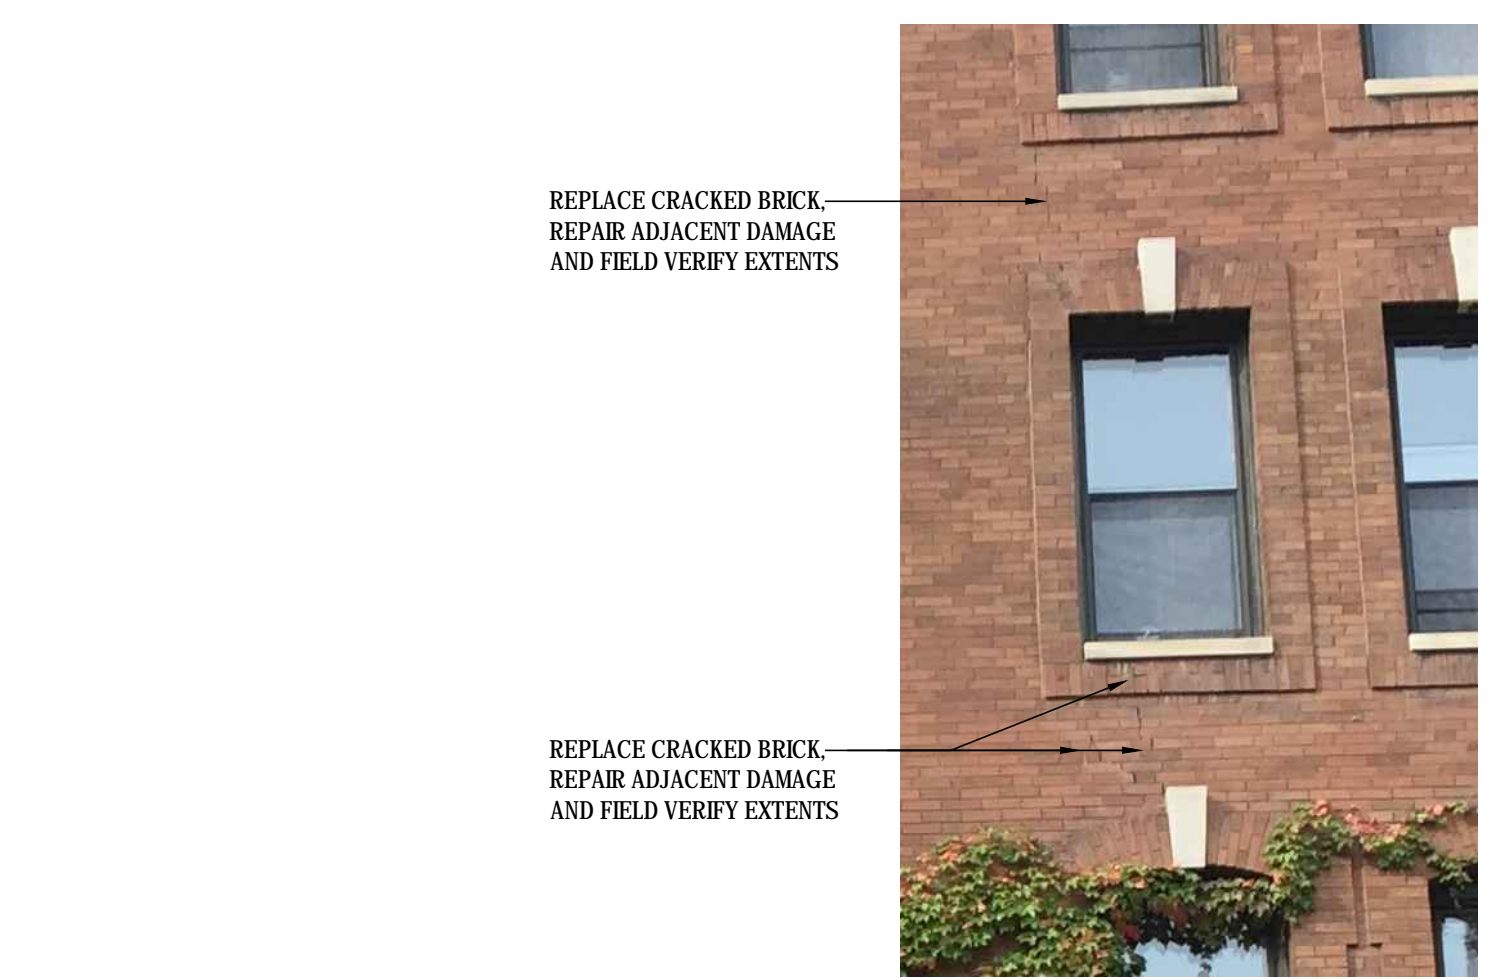 REPLACE CRACKED BRICK,
REPAIR ADJACENT DAMAGE
AND FIELD VERIFY EXTENTS
REPLACE CRACKED BRICK,
REPAIR ADJACENT DAMAGE
AND FIELD VERIFY EXTENTS